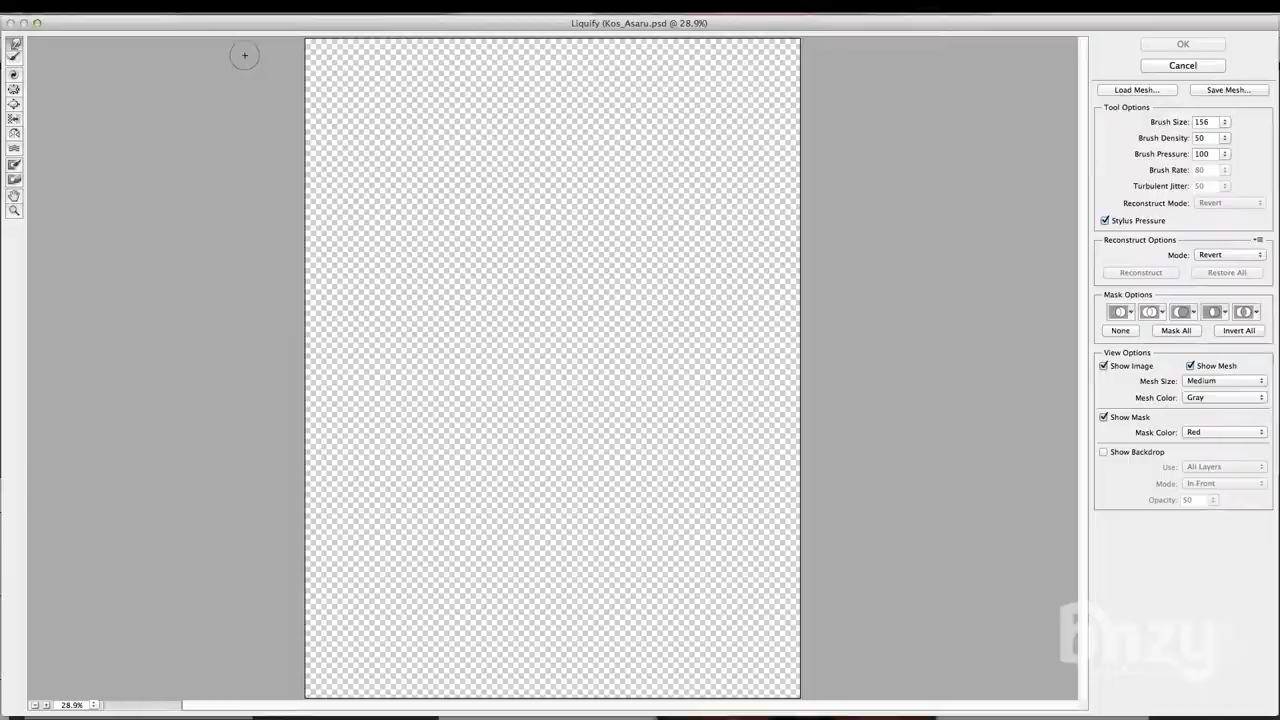 Liquify (Kos_Asaru.psd @ 28.9%)
OK
Cancel
Load Mesh... Save Mesh...
Tool Options
Brush Size: 156
Brush Density: 50
Brush Pressure: 100
Brush Rate: 80
Turbulent Jitter: 50
Reconstruct Mode: Revert
Stylus Pressure
Reconstruct Options
Mode: Revert
Reconstruct Restore All
Mask Options
None Mask All Invert All
View Options
Show Image Show Mesh
Mesh Size: Medium
Mesh Color: Gray
Show Mask
Mask Color: Red
Show Backdrop
Use: All Layers
Mode: In Front
Opacity: 50
Bnzy
28.9%